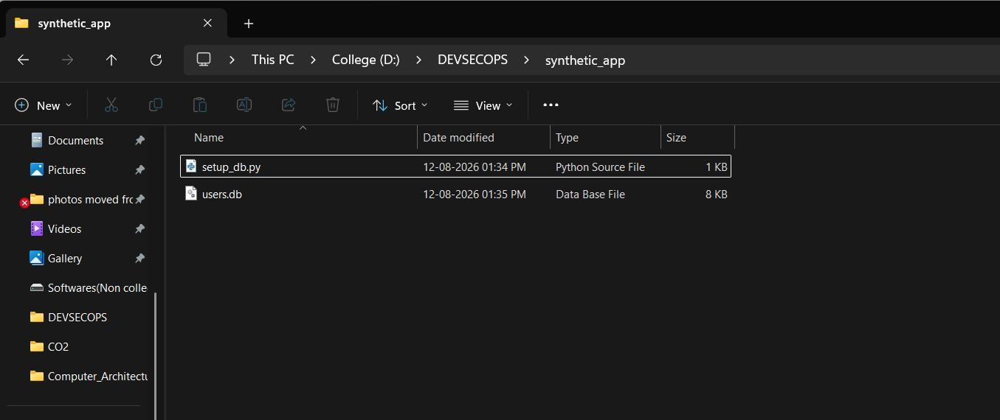 synthetic_app
This PC > College (D:) > DEVSECOPS > synthetic_app
New Sort View
Name Date modified Type Size
setup_db.py 12-08-2026 01:34 PM Python Source File 1 KB
users.db 12-08-2026 01:35 PM Data Base File 8 KB
Documents
Pictures
photos moved frc
Videos
Gallery
Softwares(Non colle
DEVSECOPS
CO2
Computer_Architectu